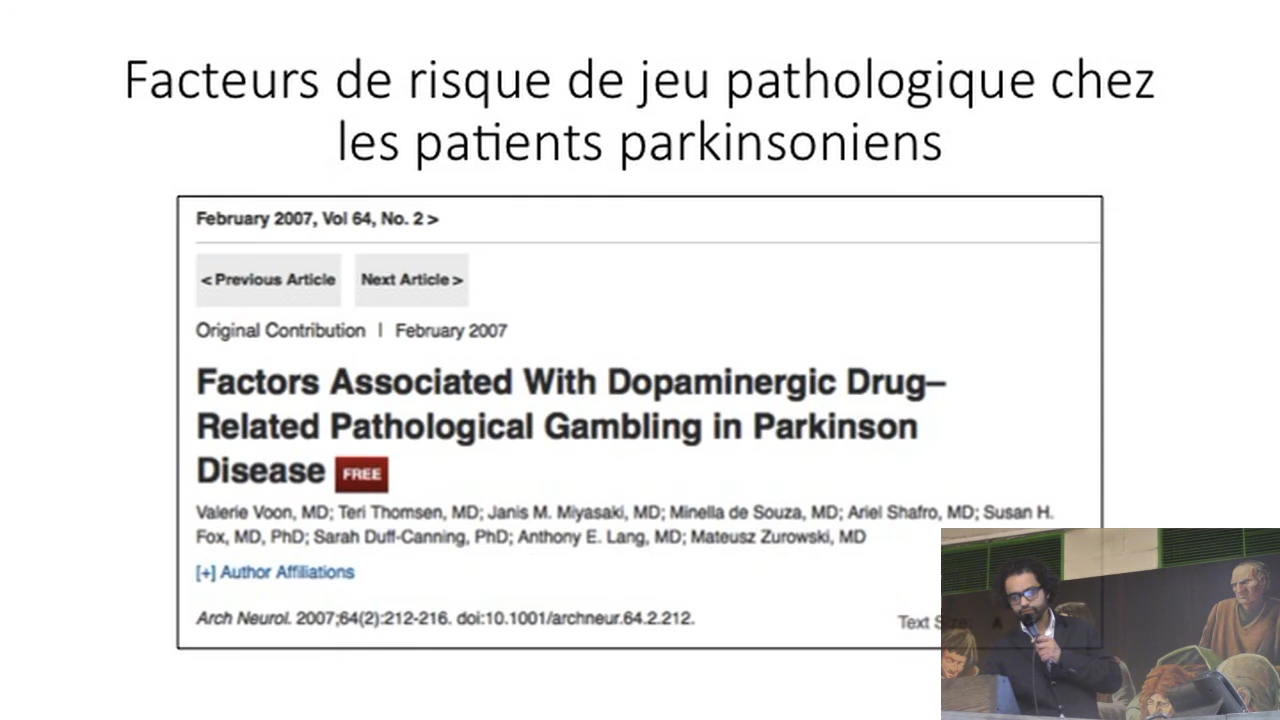 Facteurs de risque de jeu pathologique chez
les patients parkinsoniens
February 2007, Vol 64, No. 2 >
< Previous Article Next Article >
Original Contribution | February 2007
Factors Associated With Dopaminergic Drug–
Related Pathological Gambling in Parkinson
Disease FREE
Valerie Voon, MD; Teri Thomsen, MD; Janis M. Miyasaki, MD; Minella de Souza, MD; Ariel Shafro, MD; Susan H.
Fox, MD, PhD; Sarah Duff-Canning, PhD; Anthony E. Lang, MD; Mateusz Zurowski, MD
[+] Author Affiliations
Arch Neurol. 2007;64(2):212-216. doi:10.1001/archneur.64.2.212.
Text Size: A